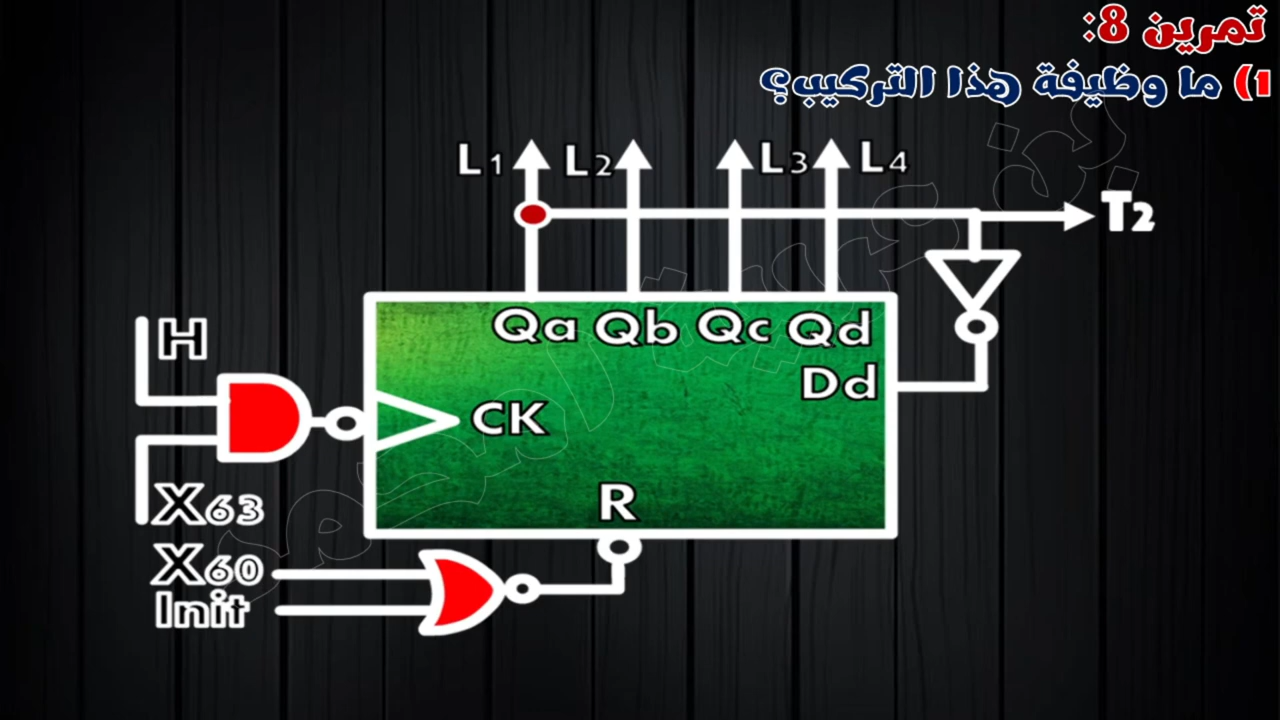 تمرين 8:
1) ما وظيفة هذا التركيب؟
L1 L2 L3 L4
T2
Qa Qb Qc Qd
H
Dd
CK
X63
R
X60
Init